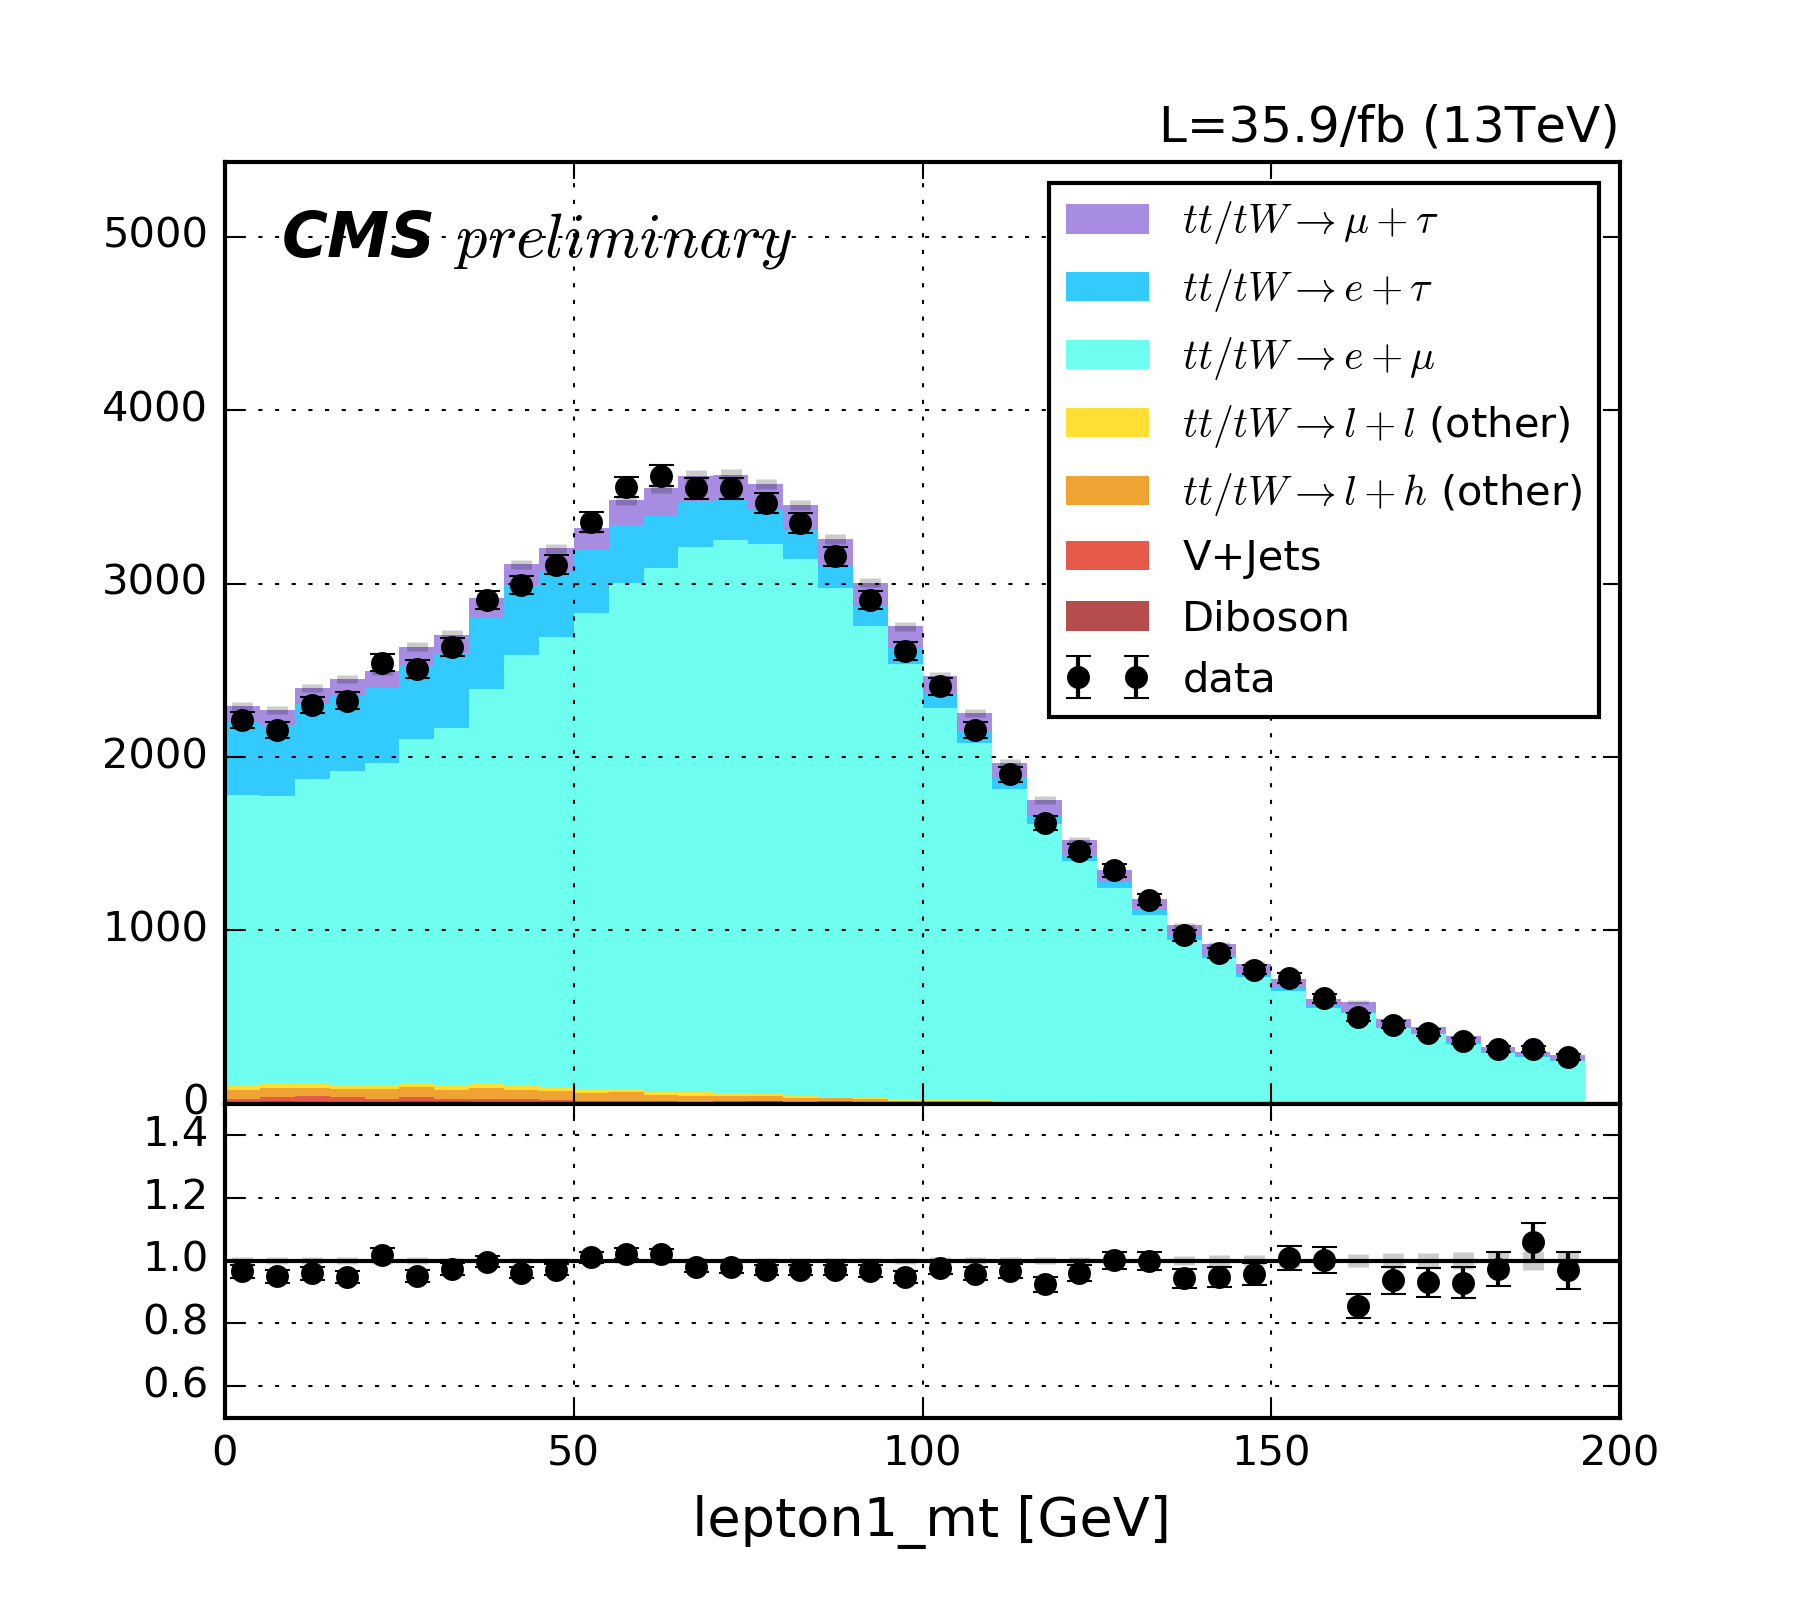 L=35.9/fb (13TeV)
CMS preliminary
5000
4000
3000
2000
1000
0
tt/tW → μ + τ
tt/tW → e + τ
tt/tW → e + μ
tt/tW → l + l (other)
tt/tW → l + h (other)
V+Jets
Diboson
data
1.4
1.2
1.0
0.8
0.6
0 50 100 150 200
lepton1_mt [GeV]